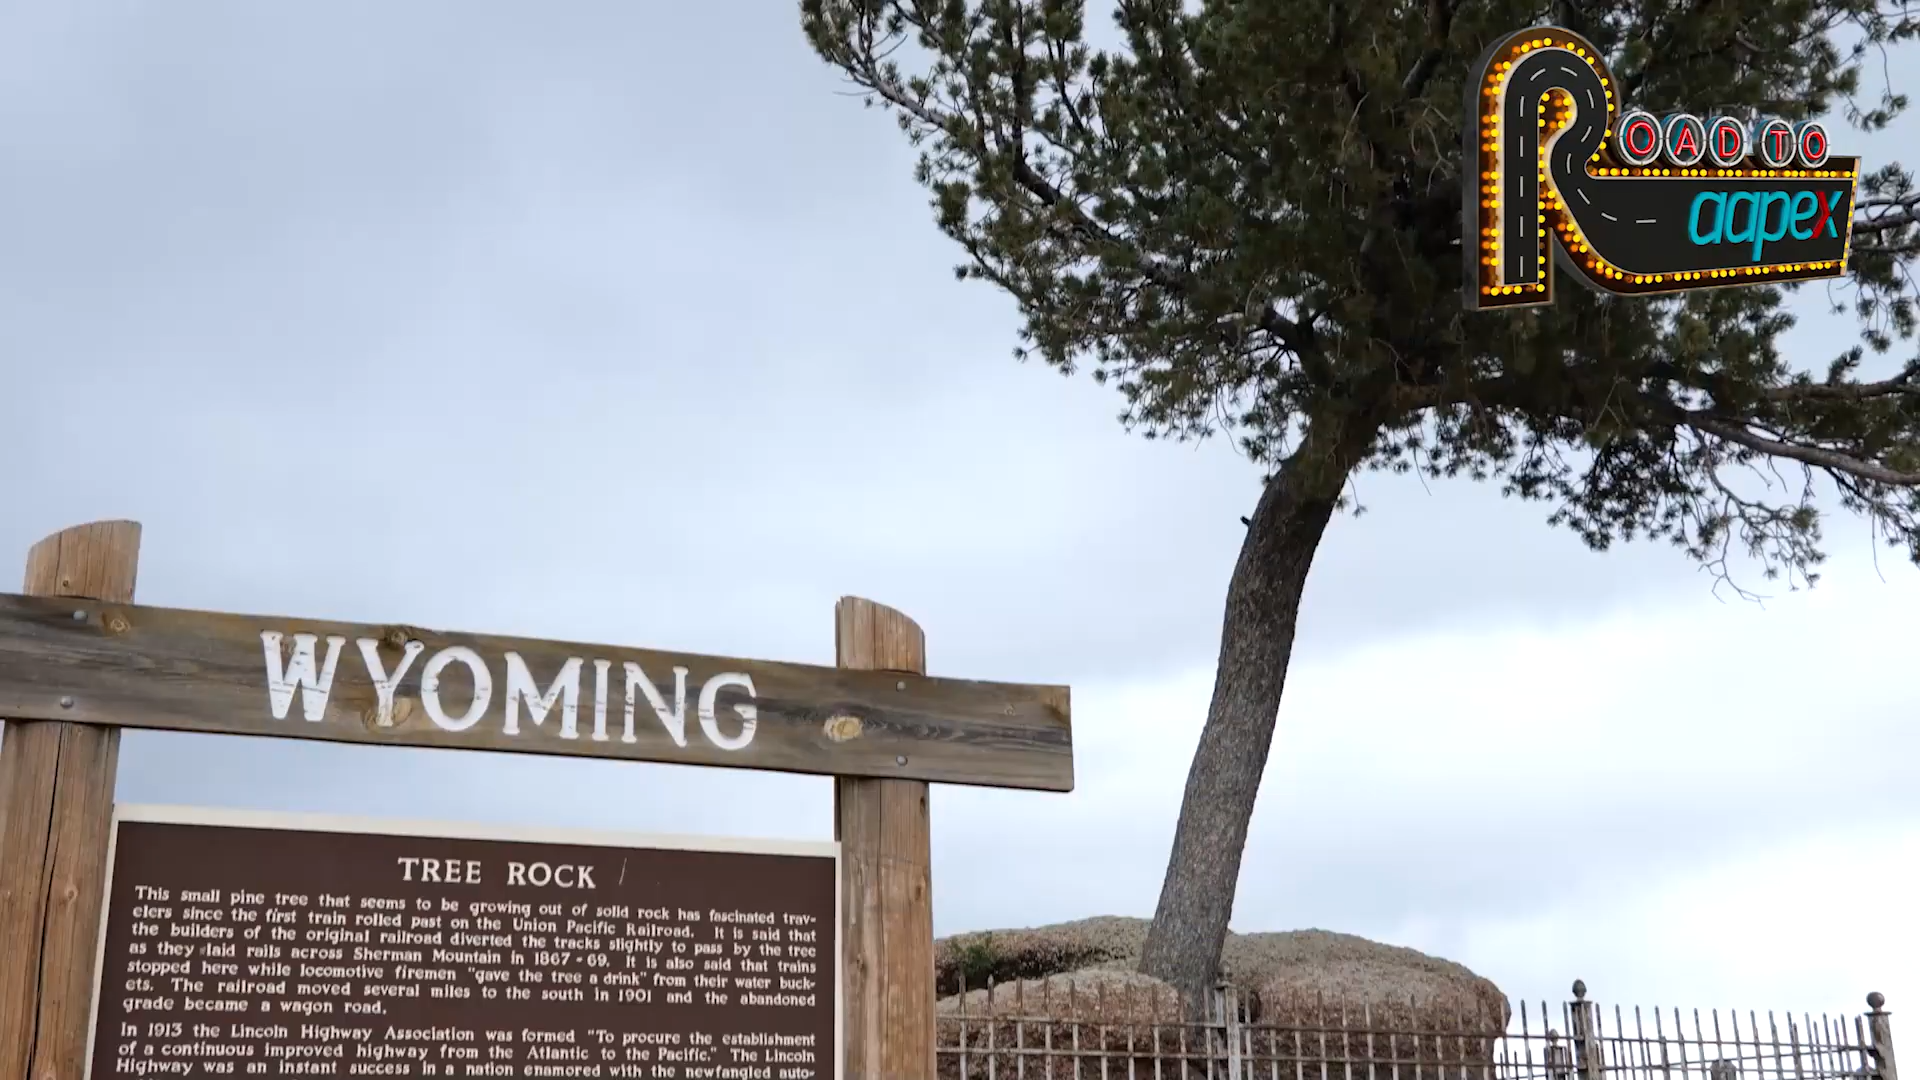 ROAD TO
aapex
WYOMING
TREE ROCK
This small pine tree that seems to be growing out of solid rock has fascinated trav-
elers since the first train rolled past on the Union Pacific Railroad. It is said that
the builders of the original railroad diverted the tracks slightly to pass by the tree
as they laid rails across Sherman Mountain in 1867-69. It is also said that trains
stopped here while locomotive firemen "gave the tree a drink" from their water buck-
ets. The railroad moved several miles to the south in 1901 and the abandoned
grade became a wagon road.
In 1913 the Lincoln Highway Association was formed "To procure the establishment
of a continuous improved highway from the Atlantic to the Pacific." The Lincoln
Highway was an instant success in a nation enamored with the newfangled auto-